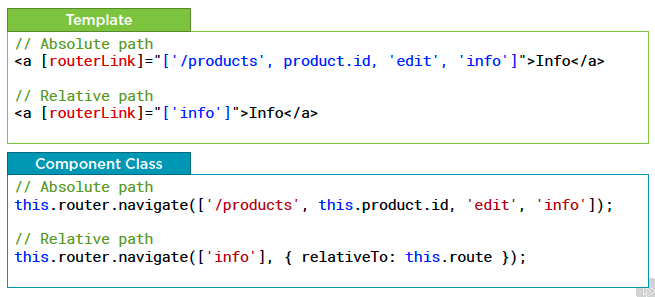 Template
// Absolute path
<a [routerLink]="['/products', product.id, 'edit', 'info']">Info</a>
// Relative path
<a [routerLink]="['info']">Info</a>
Component Class
// Absolute path
this.router.navigate(['/products', this.product.id, 'edit', 'info']);
// Relative path
this.router.navigate(['info'], { relativeTo: this.route });